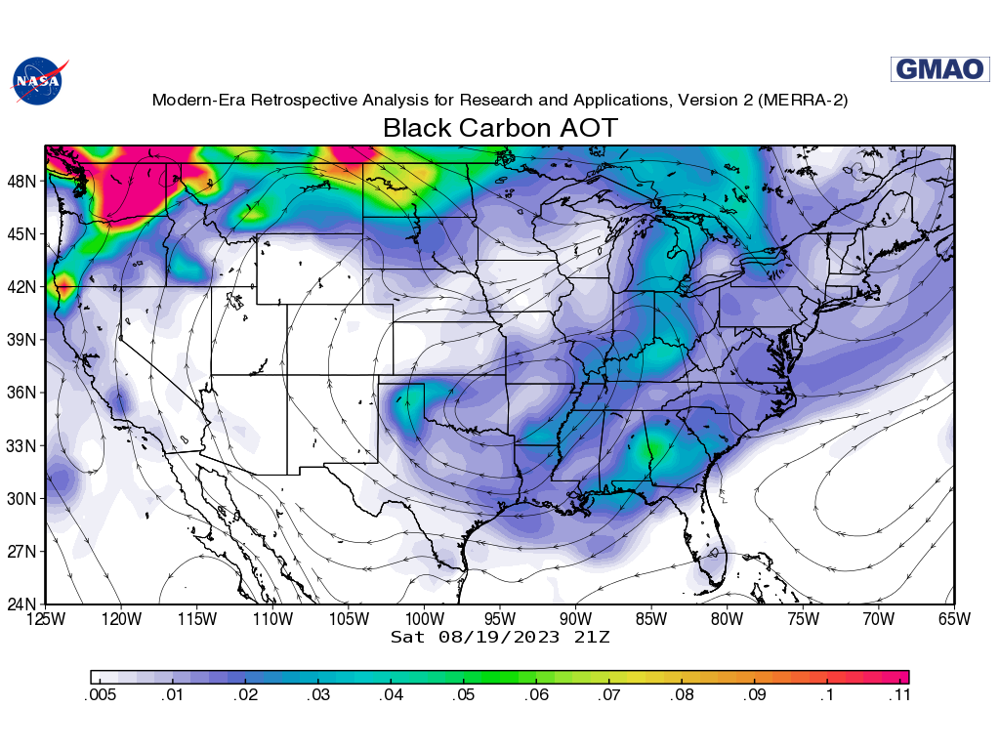 NASA
GMAO
Modern-Era Retrospective Analysis for Research and Applications, Version 2 (MERRA-2)
Black Carbon AOT
48N
45N
42N
39N
36N
33N
30N
27N
24N
125W 120W 115W 110W 105W 100W 95W 90W 85W 80W 75W 70W 65W
Sat 08/19/2023 21Z
.005 .01 .02 .03 .04 .05 .06 .07 .08 .09 .1 .11